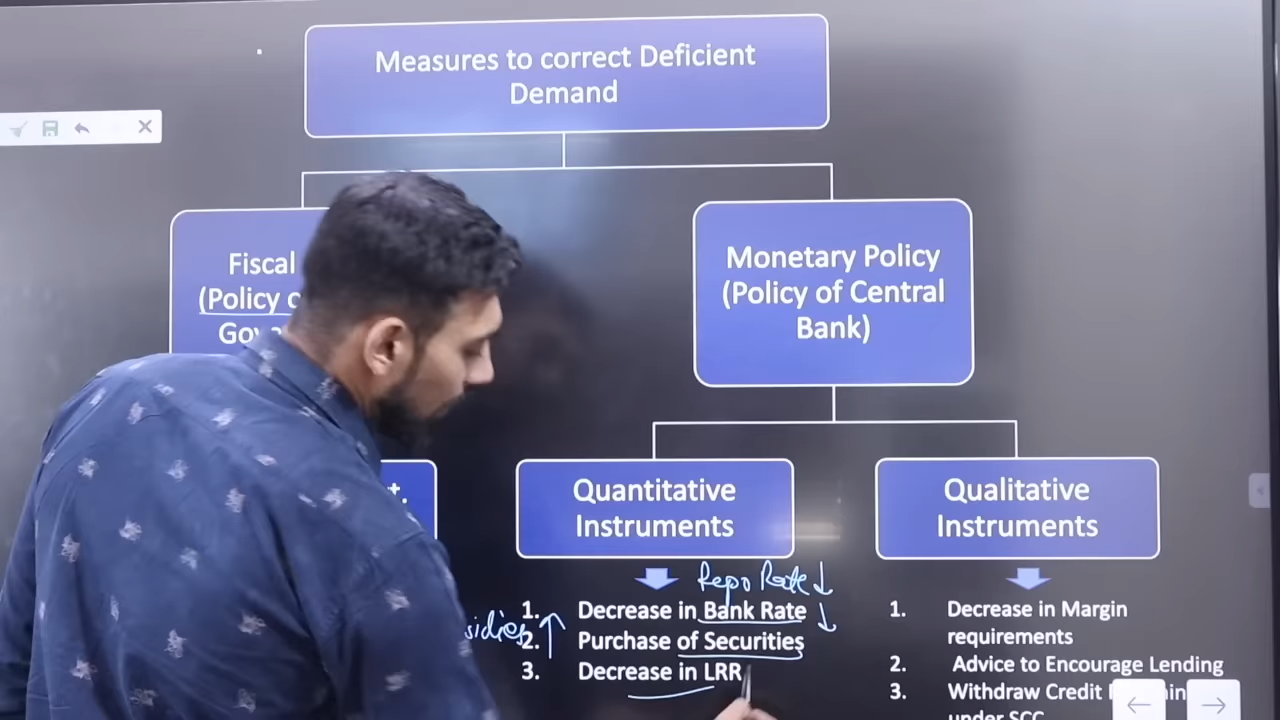 Measures to correct Deficient
Demand
Fiscal
(Policy
Monetary Policy
(Policy of Central
Bank)
Quantitative
Instruments
Qualitative
Instruments
Repo Rate ↓
1. Decrease in Bank Rate ↓
2. Purchase of Securities
3. Decrease in LRR
1. Decrease in Margin
requirements
2. Advice to Encourage Lending
3. Withdraw Credit
under SCC